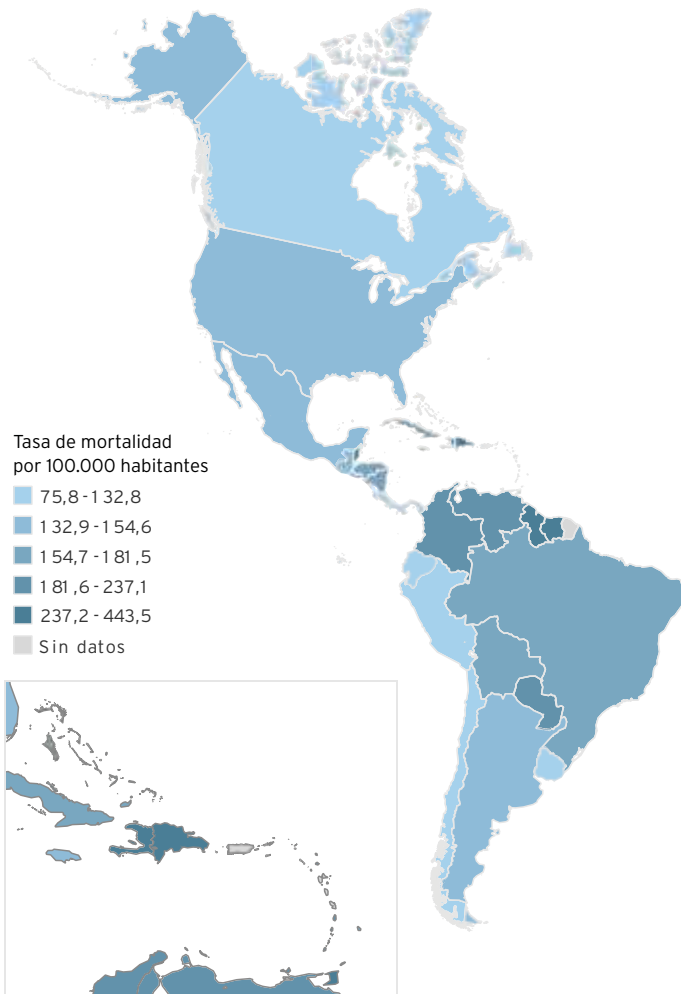 Tasa de mortalidad
por 100.000 habitantes
75,8-132,8
132,9-154,6
154,7-181,5
181,6-237,1
237,2-443,5
Sin datos